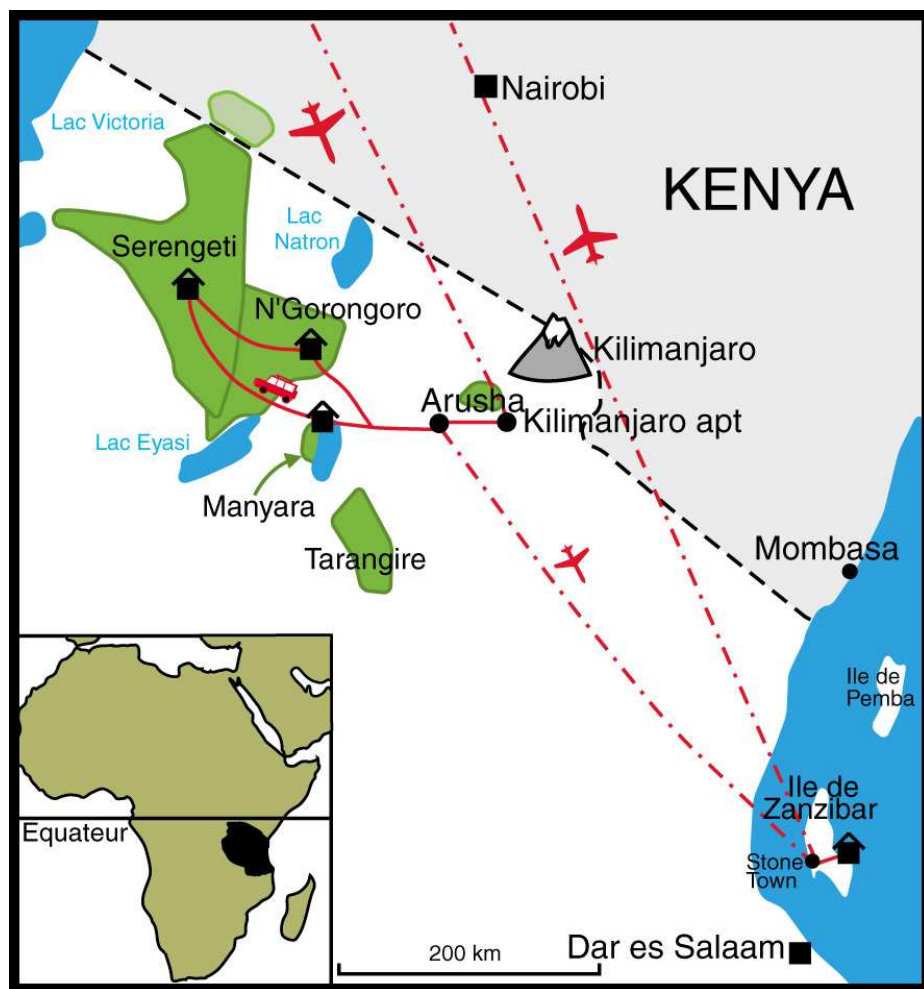 Nairobi
Lac Victoria
KENYA
Lac
Natron
Serengeti
N'Gorongoro
Kilimanjaro
Arusha
Kilimanjaro apt
Lac Eyasi
Manyara
Tarangire
Mombasa
Ile de
Pemba
Ile de
Zanzibar
Equateur
Stone
Town
200 km
Dar es Salaam